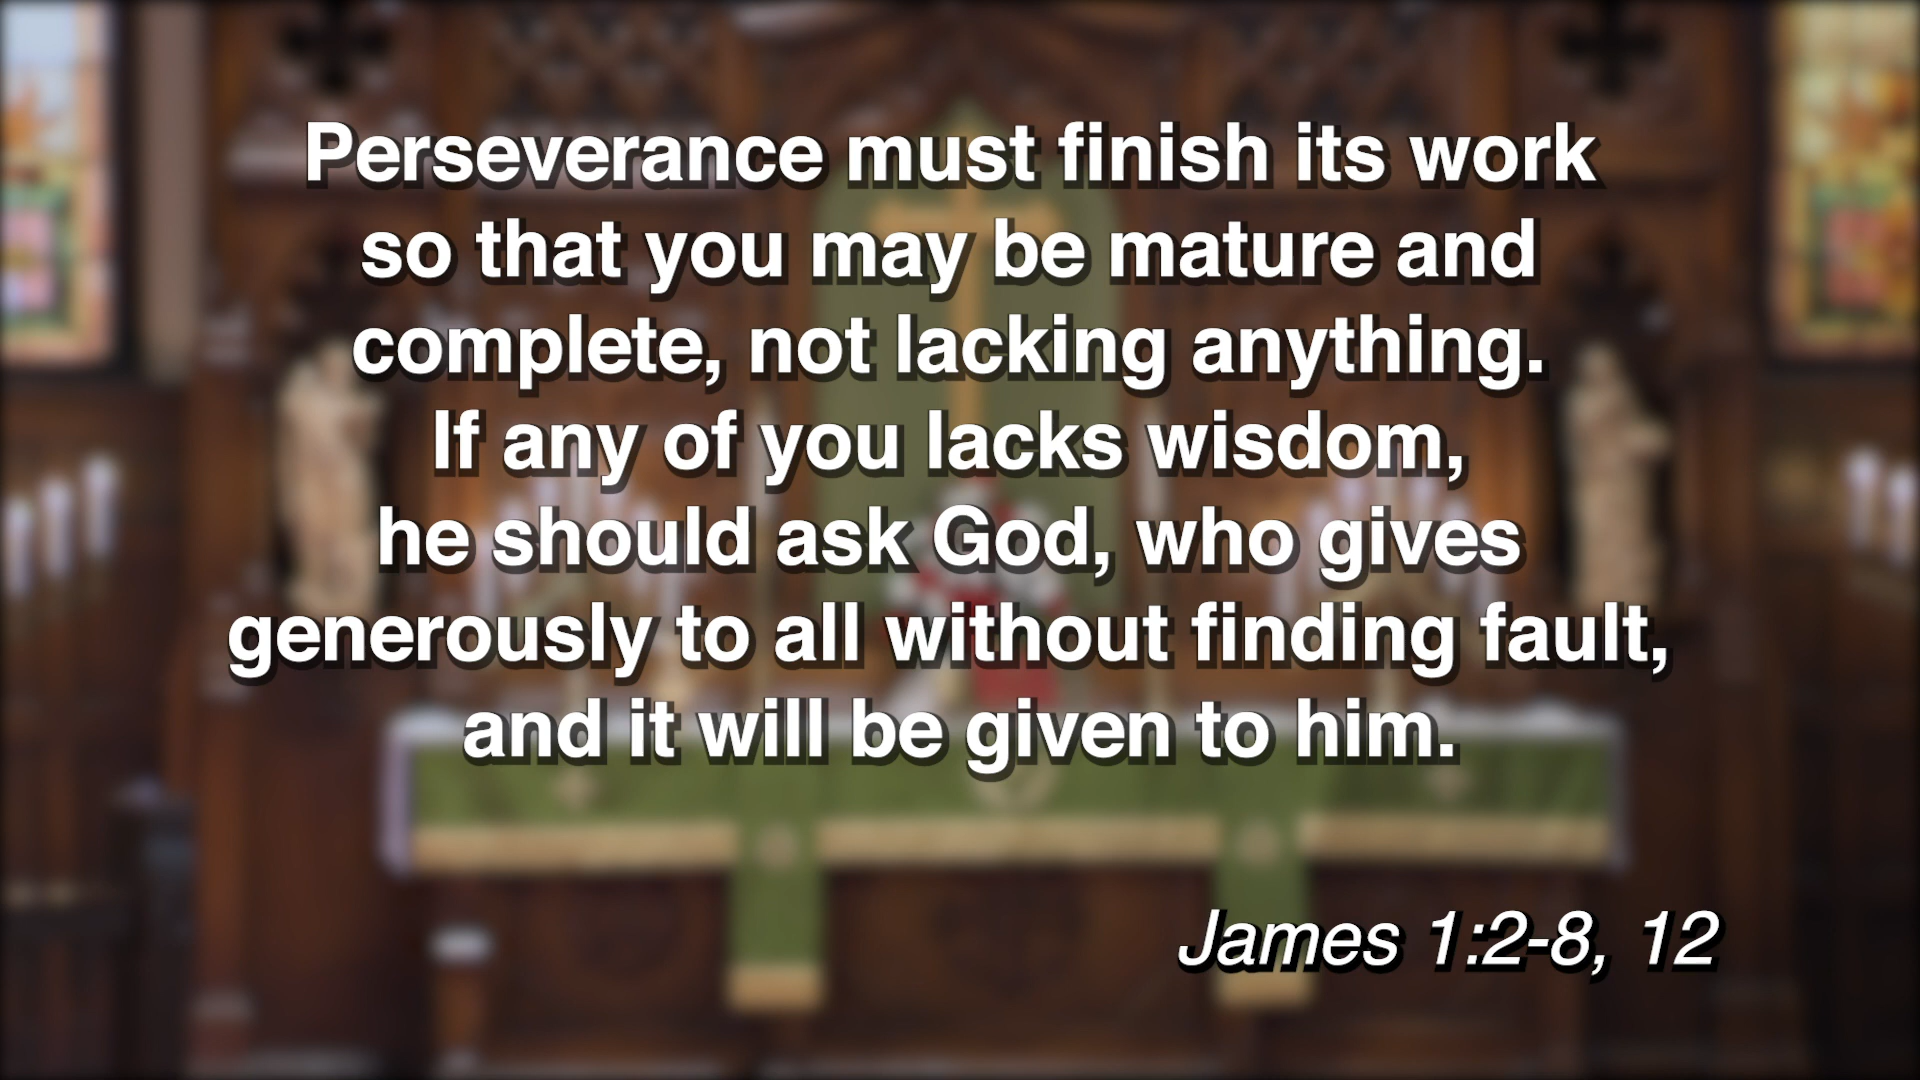 Perseverance must finish its work
so that you may be mature and
complete, not lacking anything.
If any of you lacks wisdom,
he should ask God, who gives
generously to all without finding fault,
and it will be given to him.
James 1:2-8, 12